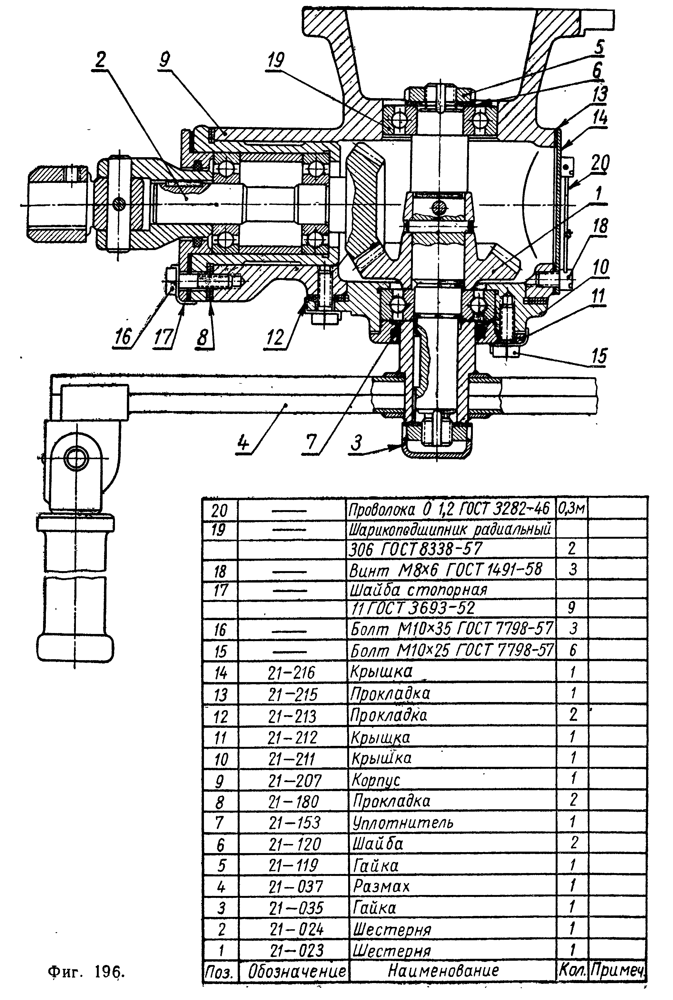 5
2
9
19
6
13
14
20
1
18
10
11
16
17
8
12
15
4
7
3
20 — Проволока 0 1,2 ГОСТ 3282-46 0,3м
19 — Шарикоподшипник радиальный
306 ГОСТ 8338-57 2
18 — Винт М8×6 ГОСТ 1491-58 3
17 — Шайба стопорная
11 ГОСТ 3693-52 9
16 — Болт М10×35 ГОСТ 7798-57 3
15 — Болт М10×25 ГОСТ 7798-57 6
14 21-216 Крышка 1
13 21-215 Прокладка 1
12 21-213 Прокладка 2
11 21-212 Крышка 1
10 21-211 Крышка 1
9 21-207 Корпус 1
8 21-180 Прокладка 2
7 21-153 Уплотнитель 1
6 21-120 Шайба 2
5 21-119 Гайка 1
4 21-037 Размах 1
3 21-035 Гайка 1
2 21-024 Шестерня 1
1 21-023 Шестерня 1
Поз. Обозначение Наименование Кол. Примеч.
Фиг. 196.